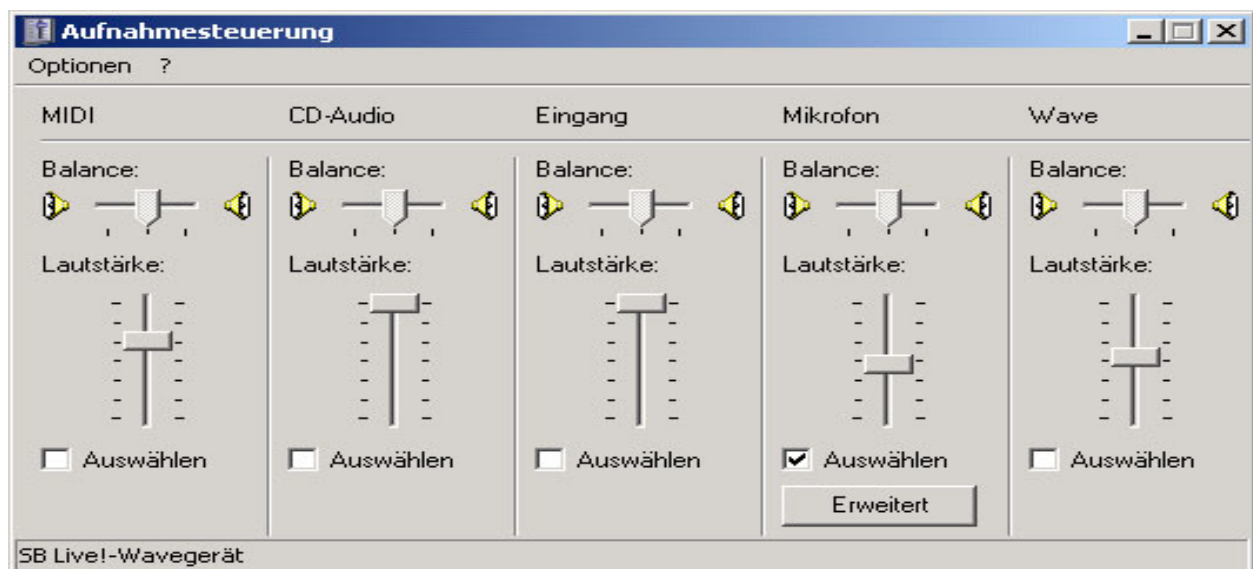 Aufnahmesteuerung
Optionen ?
MIDI CD-Audio Eingang Mikrofon Wave
Balance: Balance: Balance: Balance: Balance:
Lautstärke: Lautstärke: Lautstärke: Lautstärke: Lautstärke:
Auswählen Auswählen Auswählen Auswählen Auswählen
Erweitert
SB Live!-Wavegerät